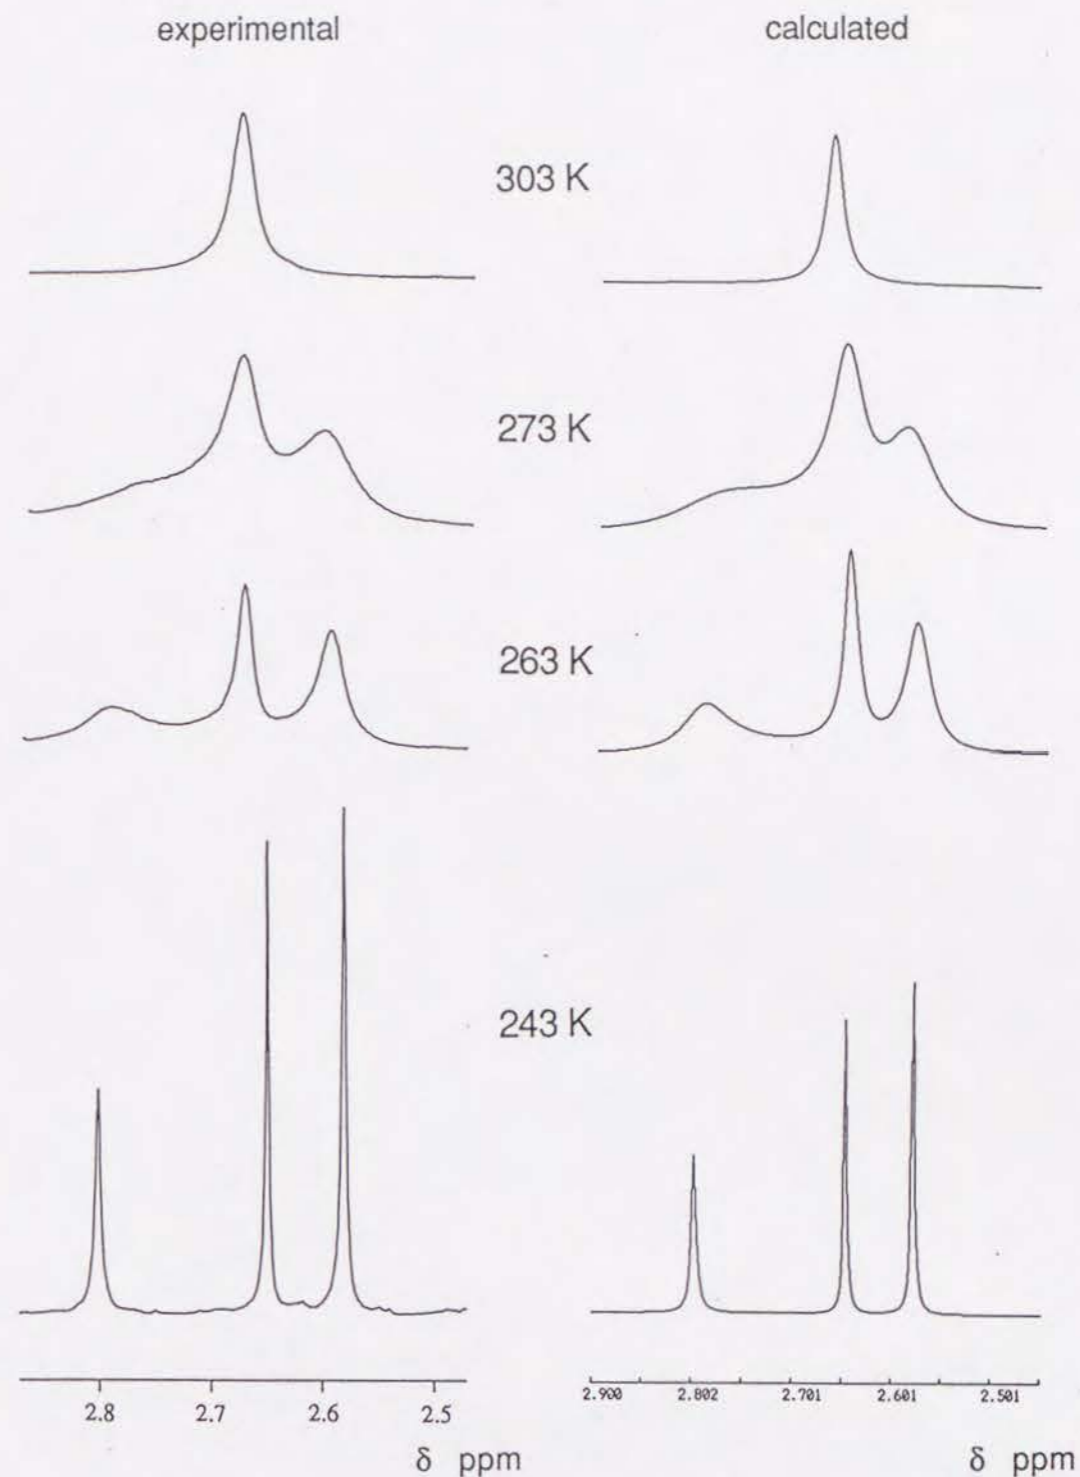 experimental calculated
303 K
273 K
263 K
243 K
2.8 2.7 2.6 2.5
2.900 2.802 2.701 2.601 2.501
δ ppm δ ppm